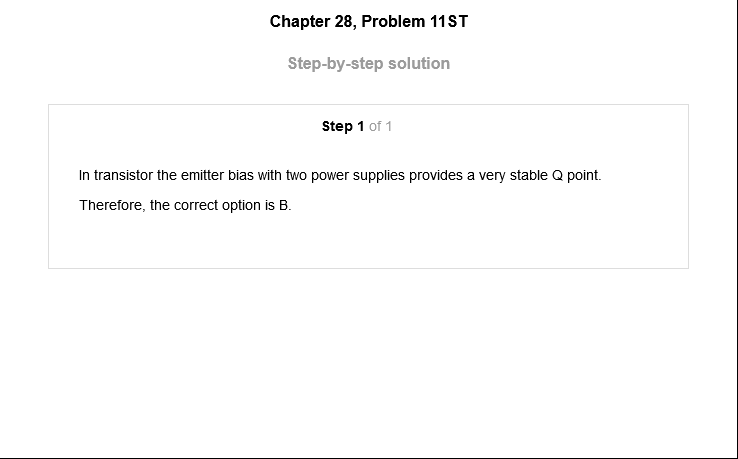 Chapter 28, Problem 11ST
Step-by-step solution
Step 1 of 1
In transistor the emitter bias with two power supplies provides a very stable Q point.
Therefore, the correct option is B.